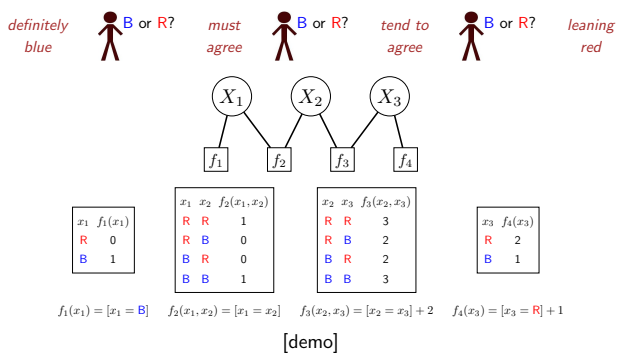 definitely blue B or R? must agree B or R? tend to agree B or R? leaning red
X1 X2 X3
f1 f2 f3 f4
x1 f1(x1)
R 0
B 1
x1 x2 f2(x1, x2)
R R 1
R B 0
B R 0
B B 1
x2 x3 f3(x2, x3)
R R 3
R B 2
B R 2
B B 3
x3 f4(x3)
R 2
B 1
f1(x1) = [x1 = B] f2(x1, x2) = [x1 = x2] f3(x2, x3) = [x2 = x3] + 2 f4(x3) = [x3 = R] + 1
[demo]